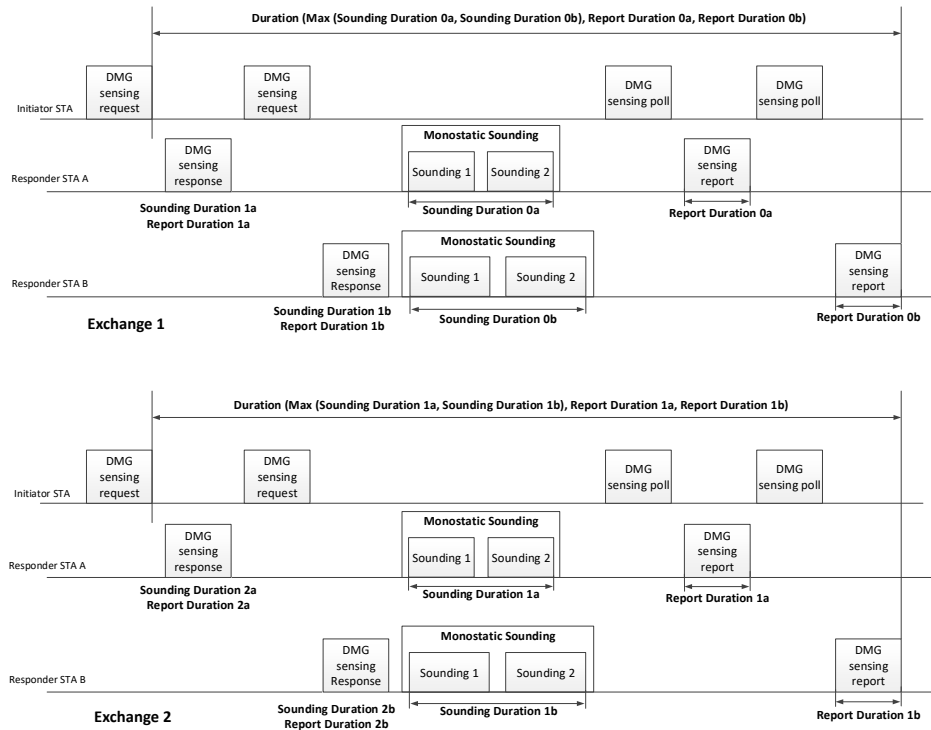 Duration (Max (Sounding Duration 0a, Sounding Duration 0b), Report Duration 0a, Report Duration 0b)
DMG
sensing
request
DMG
sensing
request
DMG
sensing poll
DMG
sensing poll
Initiator STA
Monostatic Sounding
DMG
sensing
response
Sounding 1
Sounding 2
DMG
sensing
report
Responder STA A
Sounding Duration 1a
Report Duration 1a
Sounding Duration 0a
Report Duration 0a
Monostatic Sounding
DMG
sensing
Response
Sounding 1
Sounding 2
DMG
sensing
report
Responder STA B
Sounding Duration 1b
Report Duration 1b
Sounding Duration 0b
Report Duration 0b
Exchange 1
Duration (Max (Sounding Duration 1a, Sounding Duration 1b), Report Duration 1a, Report Duration 1b)
DMG
sensing
request
DMG
sensing
request
DMG
sensing poll
DMG
sensing poll
Initiator STA
Monostatic Sounding
DMG
sensing
response
Sounding 1
Sounding 2
DMG
sensing
report
Responder STA A
Sounding Duration 2a
Report Duration 2a
Sounding Duration 1a
Report Duration 1a
Monostatic Sounding
DMG
sensing
Response
Sounding 1
Sounding 2
DMG
sensing
report
Responder STA B
Sounding Duration 2b
Report Duration 2b
Sounding Duration 1b
Report Duration 1b
Exchange 2